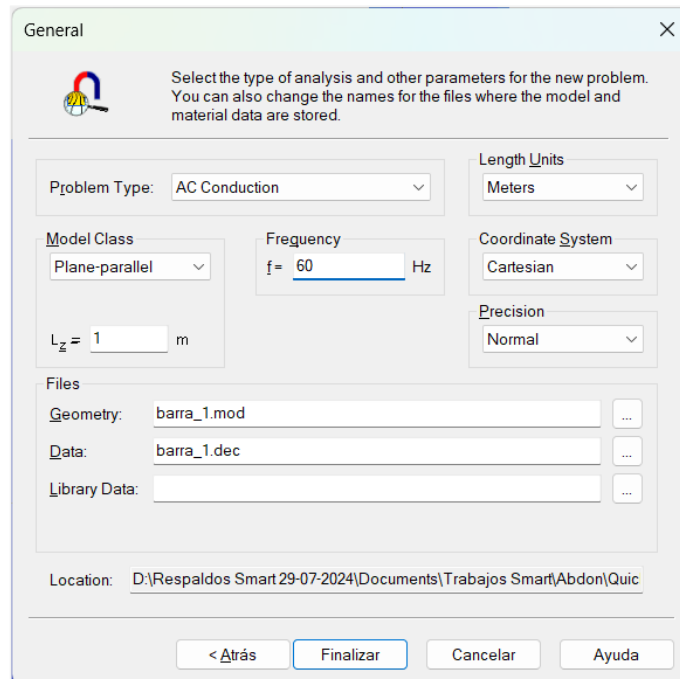 General
Select the type of analysis and other parameters for the new problem.
You can also change the names for the files where the model and
material data are stored.
Length Units
Problem Type: AC Conduction
Meters
Model Class
Frequency
Coordinate System
Plane-parallel
f = 60 Hz
Cartesian
Precision
Lz = 1 m
Normal
Files
Geometry: barra_1.mod ...
Data: barra_1.dec ...
Library Data: ...
Location: D:\Respaldos Smart 29-07-2024\Documents\Trabajos Smart\Abdon\Quic
< Atrás Finalizar Cancelar Ayuda